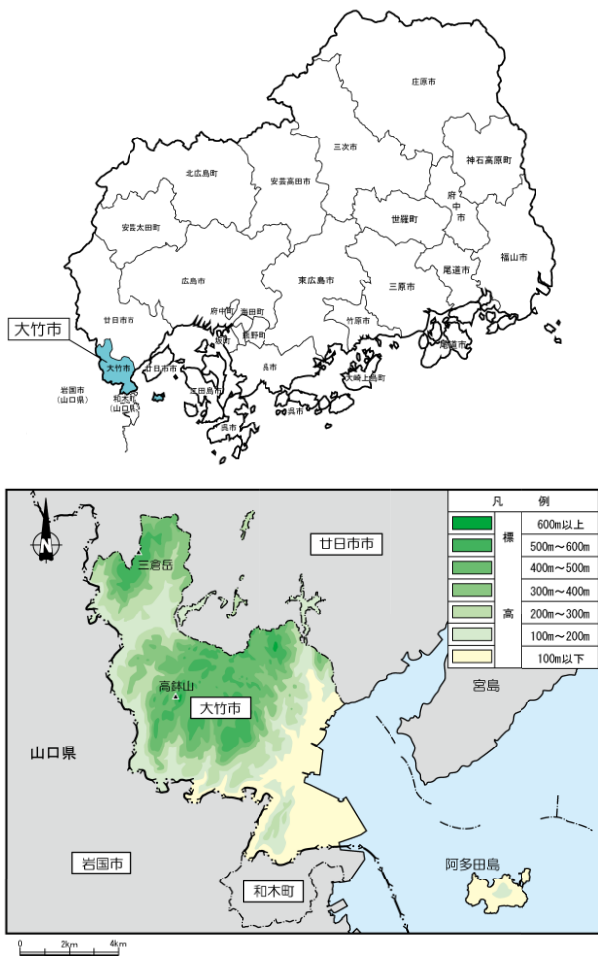 庄原市
三次市
神石高原町
北広島町
安芸高田市
府中市
世羅町
安芸太田町
福山市
広島市
東広島市
三原市
尾道市
廿日市市
府中町
海田町
竹原市
大竹市
坂町
熊野町
尾道市
大竹市
廿日市市
呉市
大崎上島町
岩国市
(山口県)
和木町
(山口県)
江田島市
呉市
呉市
凡 例
標高
600m以上
500m～600m
400m～500m
300m～400m
200m～300m
100m～200m
100m以下
N
廿日市市
三倉岳
宮島
高鉢山
大竹市
山口県
岩国市
和木町
阿多田島
0 2km 4km